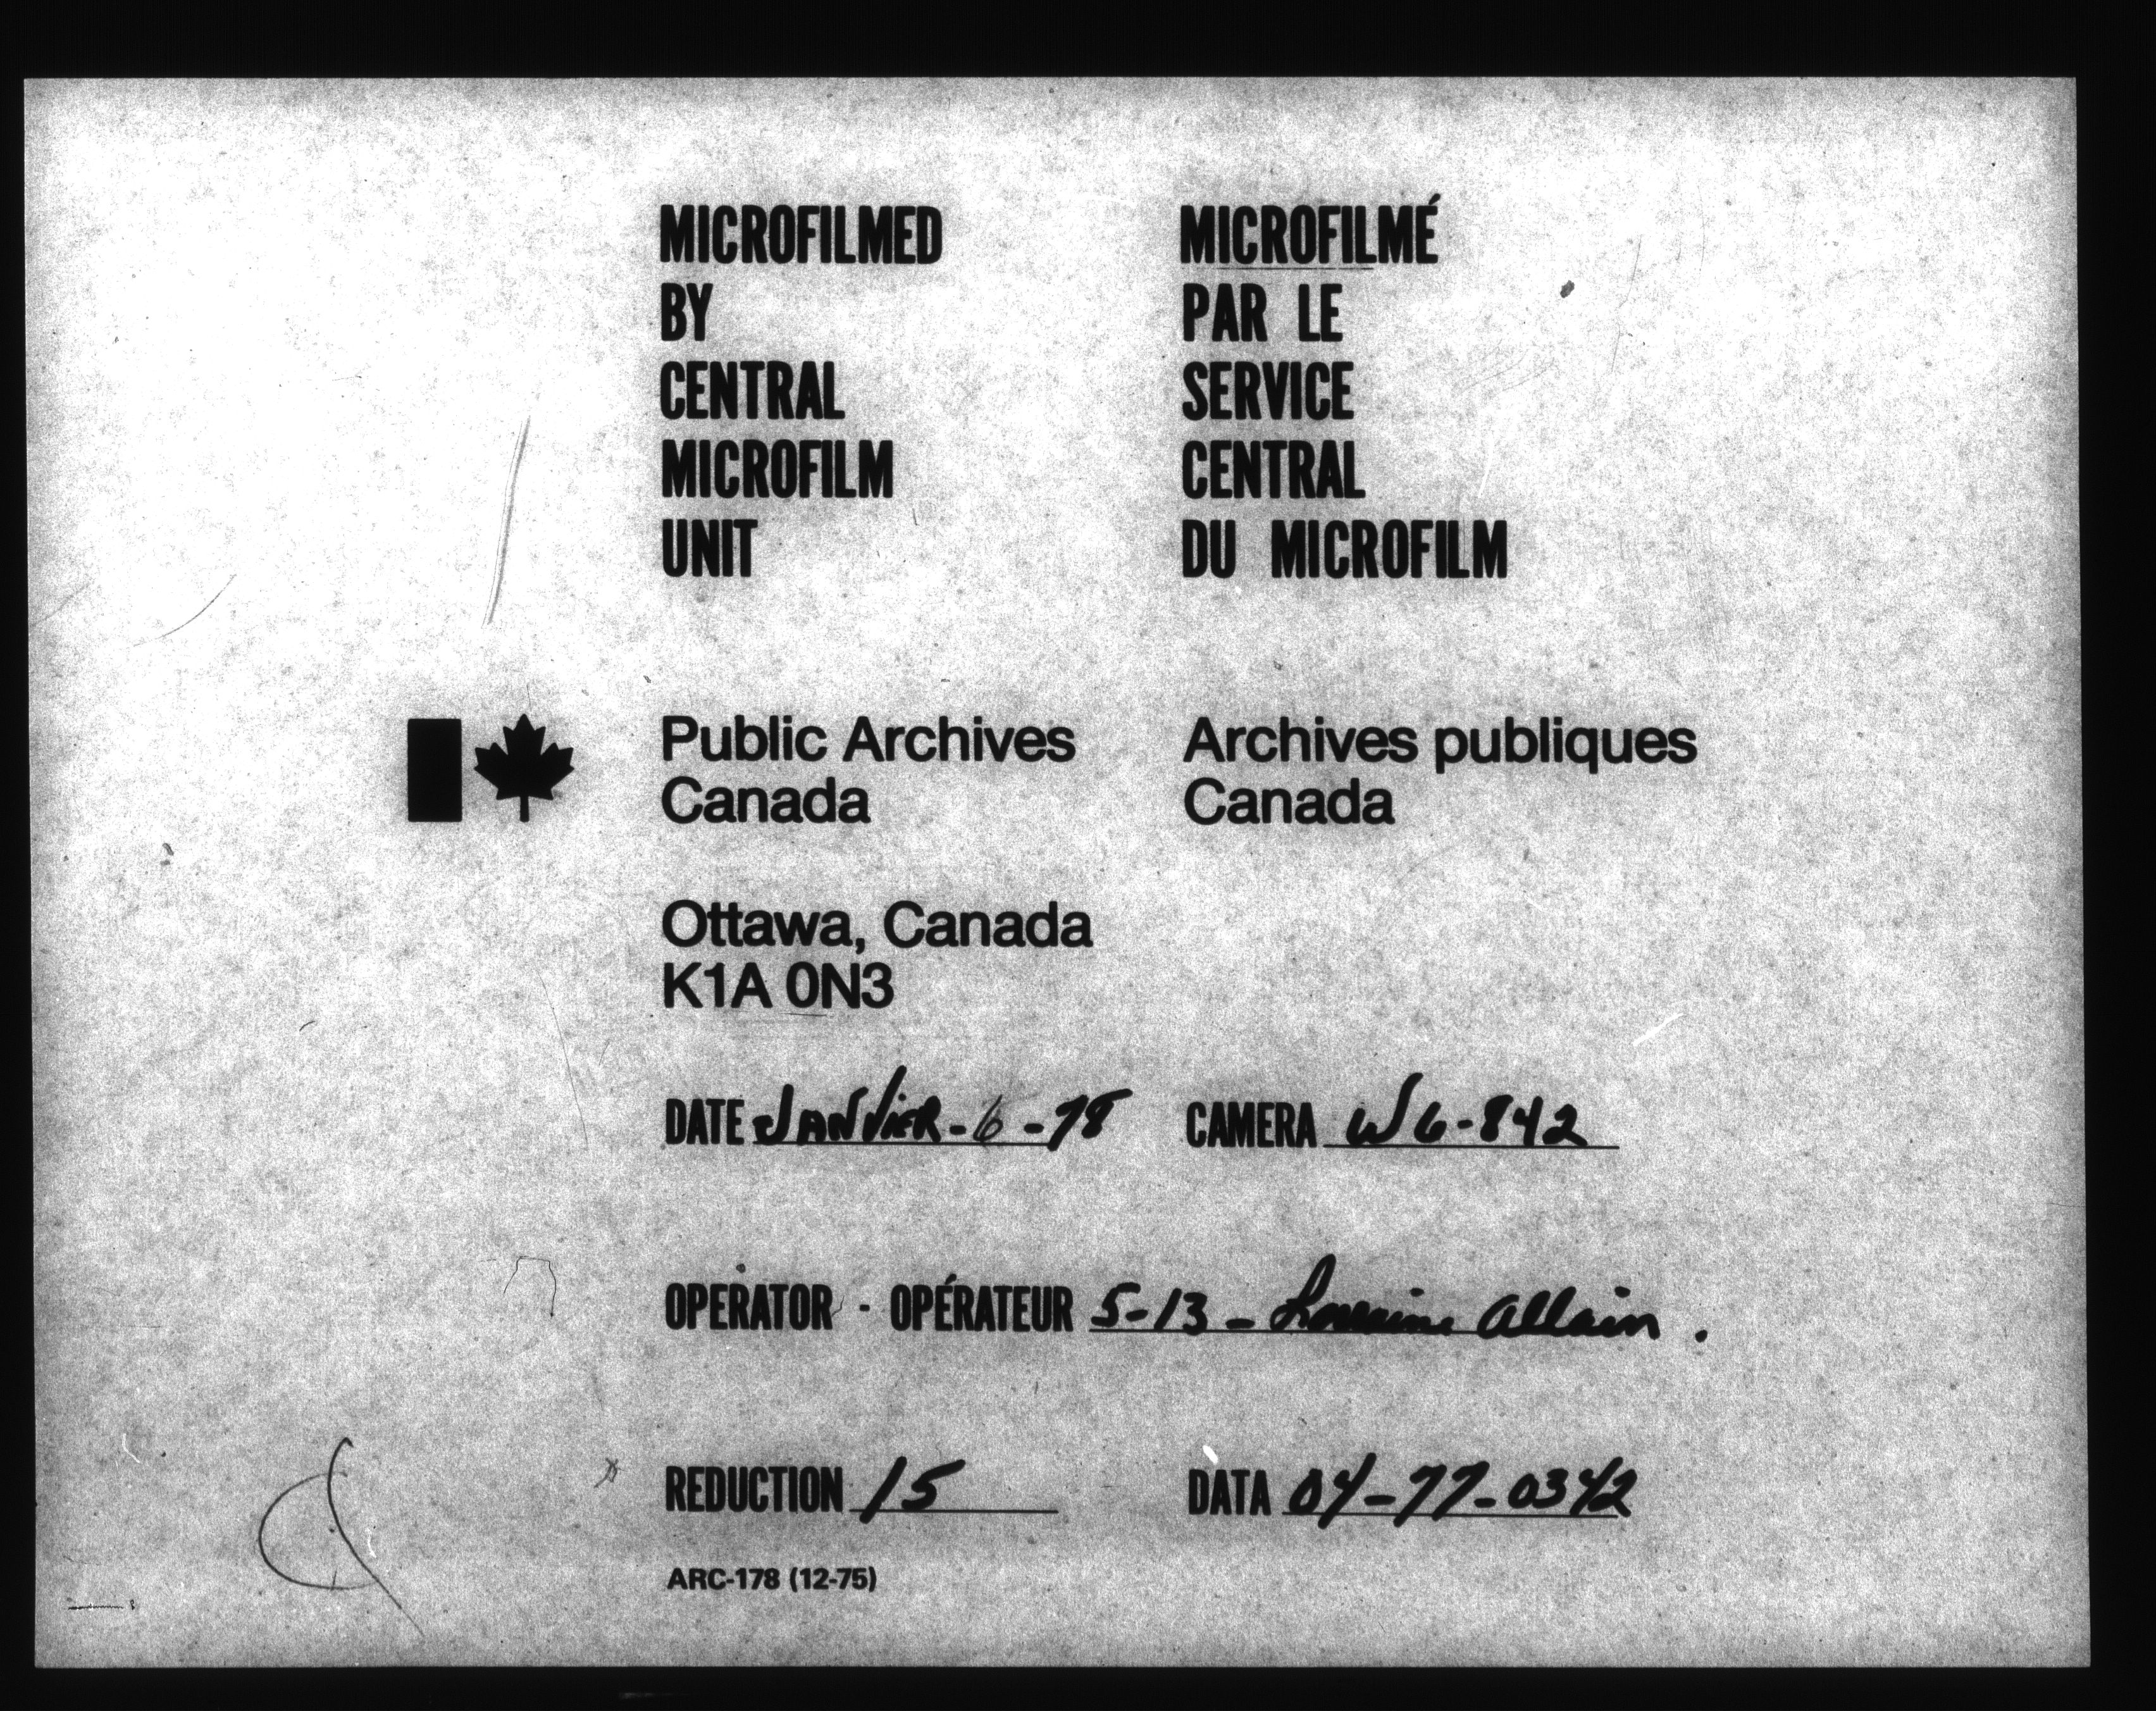 MICROFILMED
BY
CENTRAL
MICROFILM
UNIT
MICROFILMÉ
PAR LE
SERVICE
CENTRAL
DU MICROFILM
Public Archives
Canada
Archives publiques
Canada
Ottawa, Canada
K1A 0N3
DATE JANViER-6-78 CAMERA W6-842
OPERATOR - OPÉRATEUR 5-13 - Lorraine Allain.
REDUCTION 15 DATA 04-77-0342
ARC-178 (12-75)